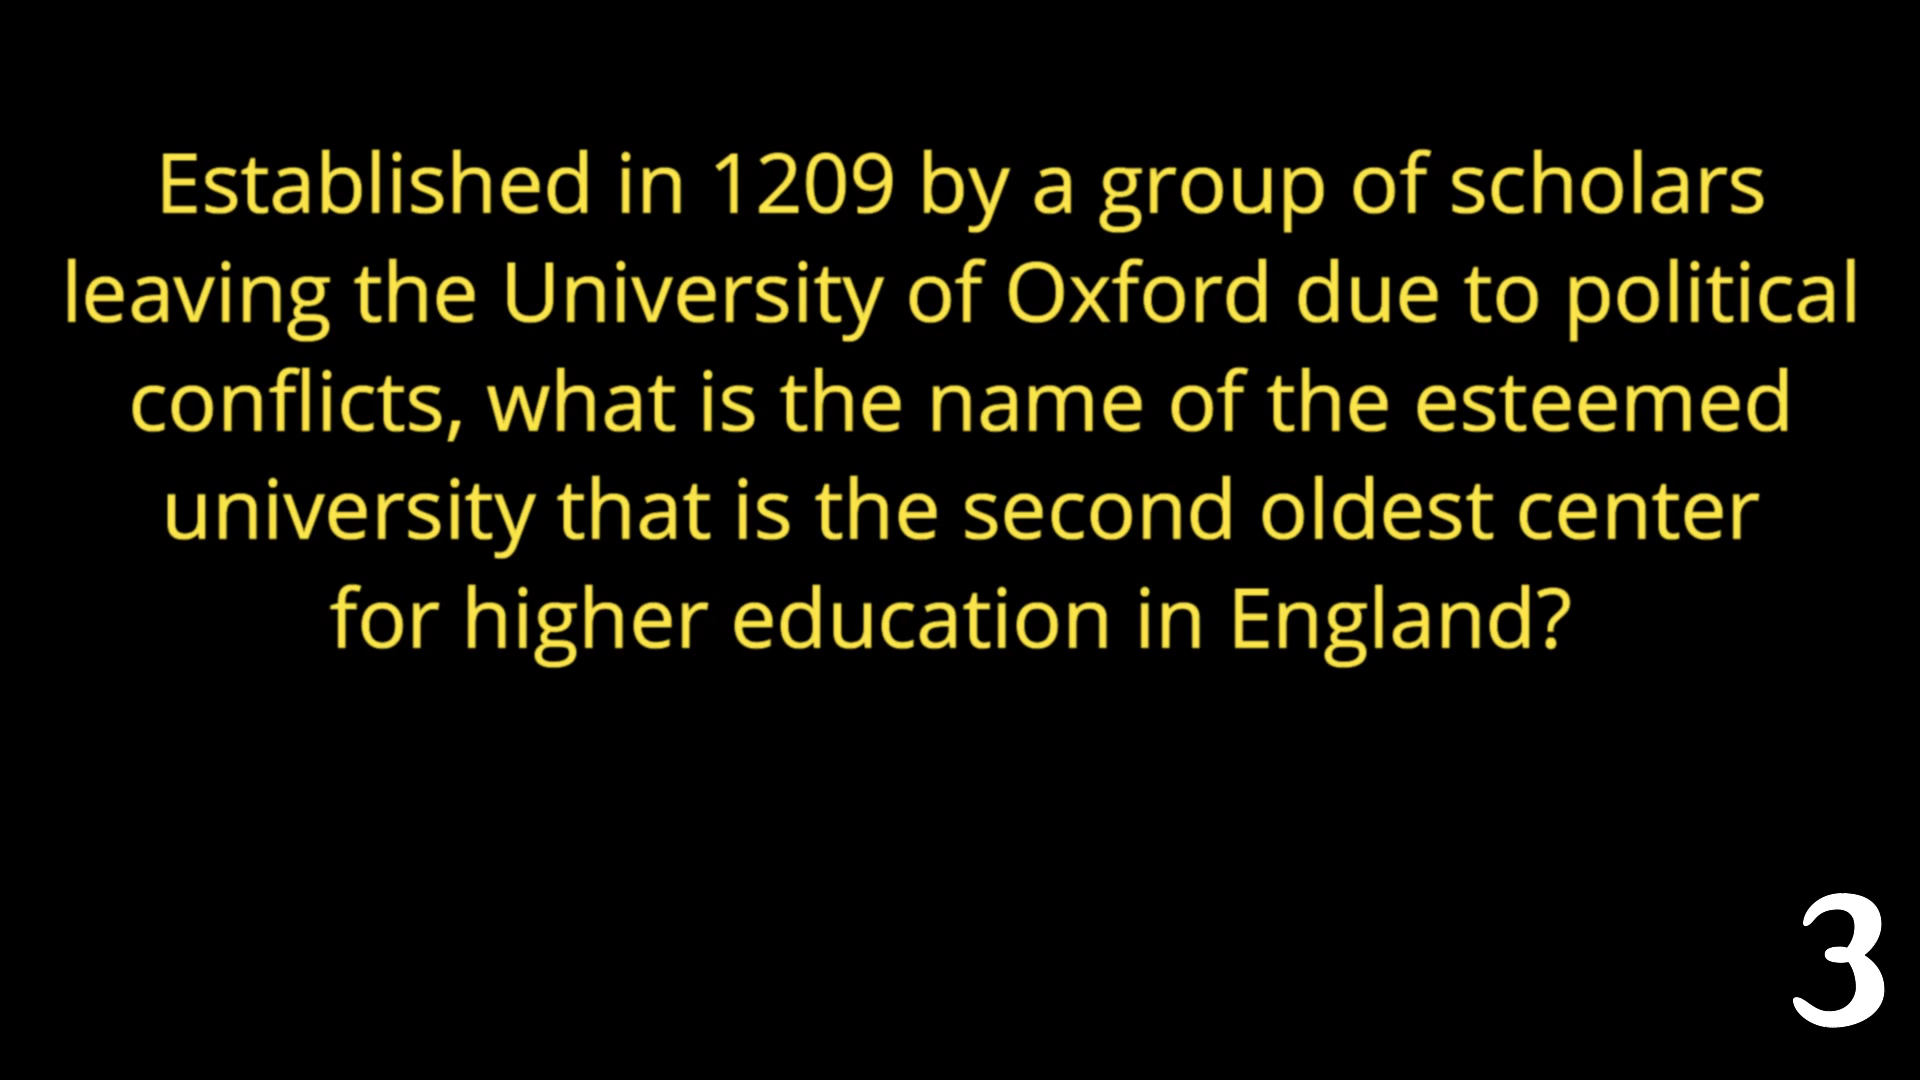 Established in 1209 by a group of scholars
leaving the University of Oxford due to political
conflicts, what is the name of the esteemed
university that is the second oldest center
for higher education in England?
3